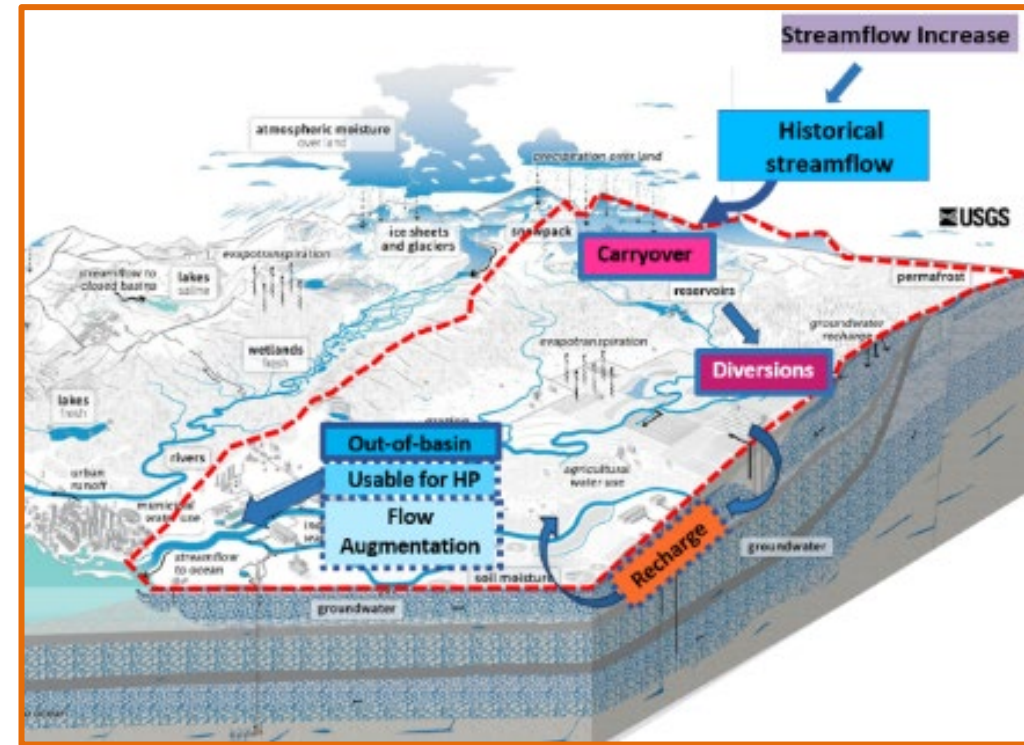 Streamflow Increase
Historical
streamflow
atmospheric moisture
over land
precipitation over land
USGS
ice sheets
and glaciers
snowpack
Carryover
permafrost
evapotranspiration
streamflow to
closed basins
lakes
saline
reservoirs
groundwater
recharge
wetlands
fresh
evapotranspiration
Diversions
lakes
fresh
Out-of-basin
rivers
Usable for HP
agricultural
water use
urban
runoff
municipal
water use
Flow
Augmentation
Recharge
groundwater
streamflow
to ocean
soil moisture
groundwater
ocean